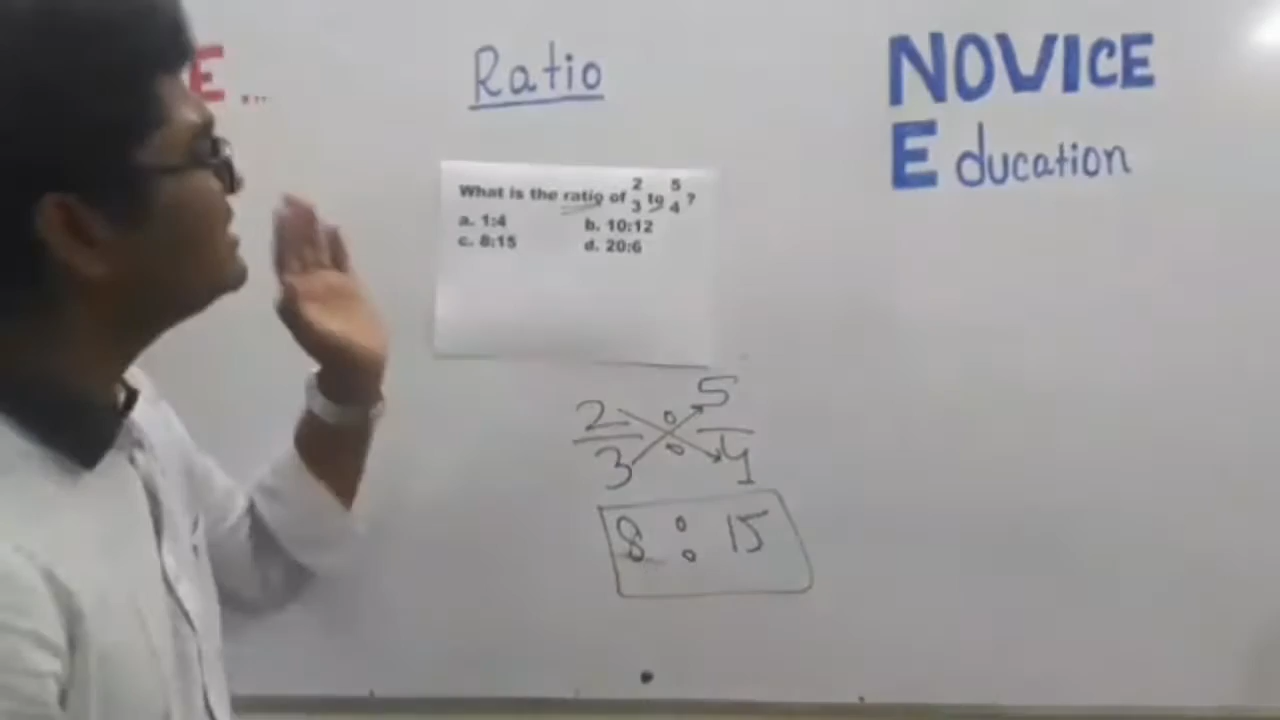 E ...
Ratio
NOVICE
Education
What is the ratio of 2/3 to 5/4 ?
a. 1:4 b. 10:12
c. 8:15 d. 20:6
2/3 : 5/4
8 : 15